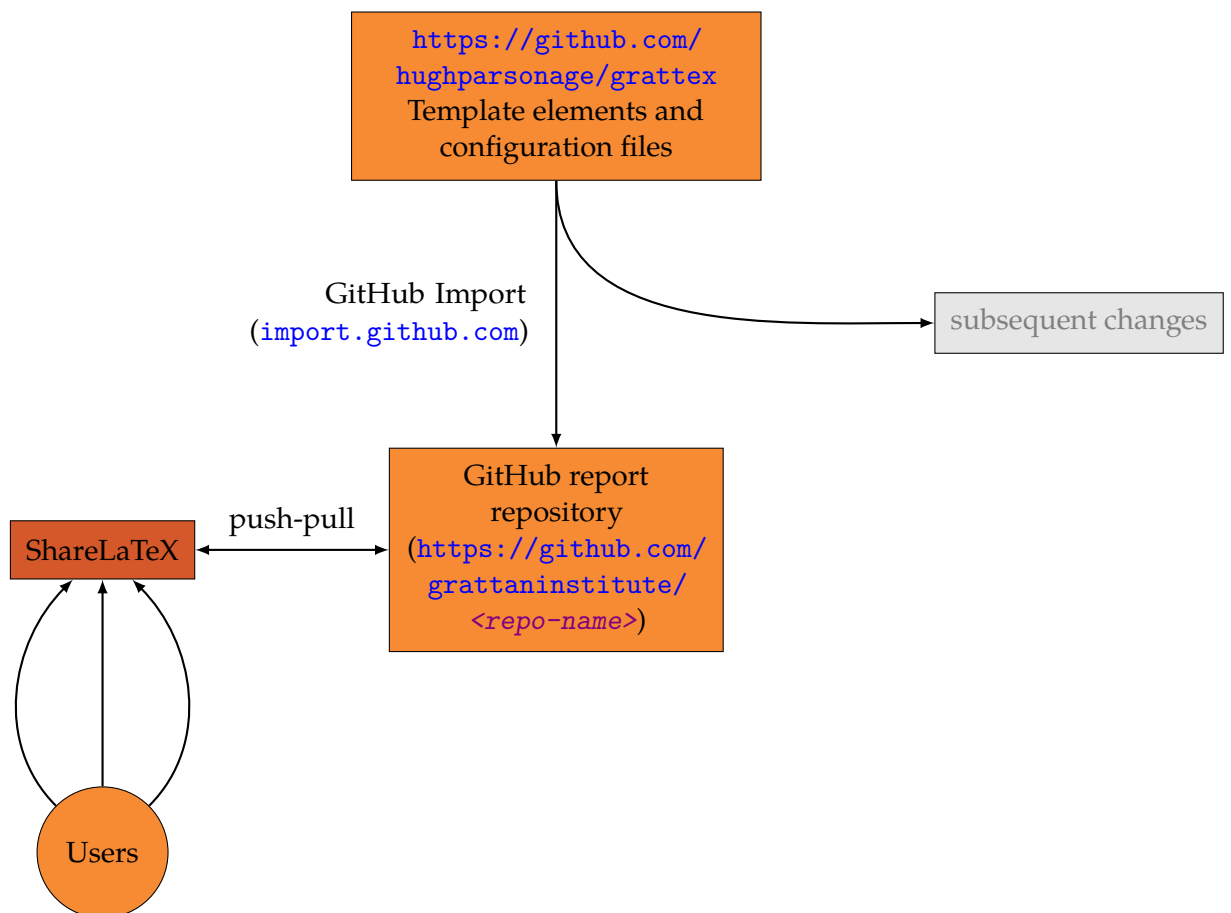 https://github.com/
hughparsonage/grattex
Template elements and
configuration files
GitHub Import
(import.github.com)
subsequent changes
GitHub report
repository
(https://github.com/
grattaninstitute/
<repo-name>)
push-pull
ShareLaTeX
Users